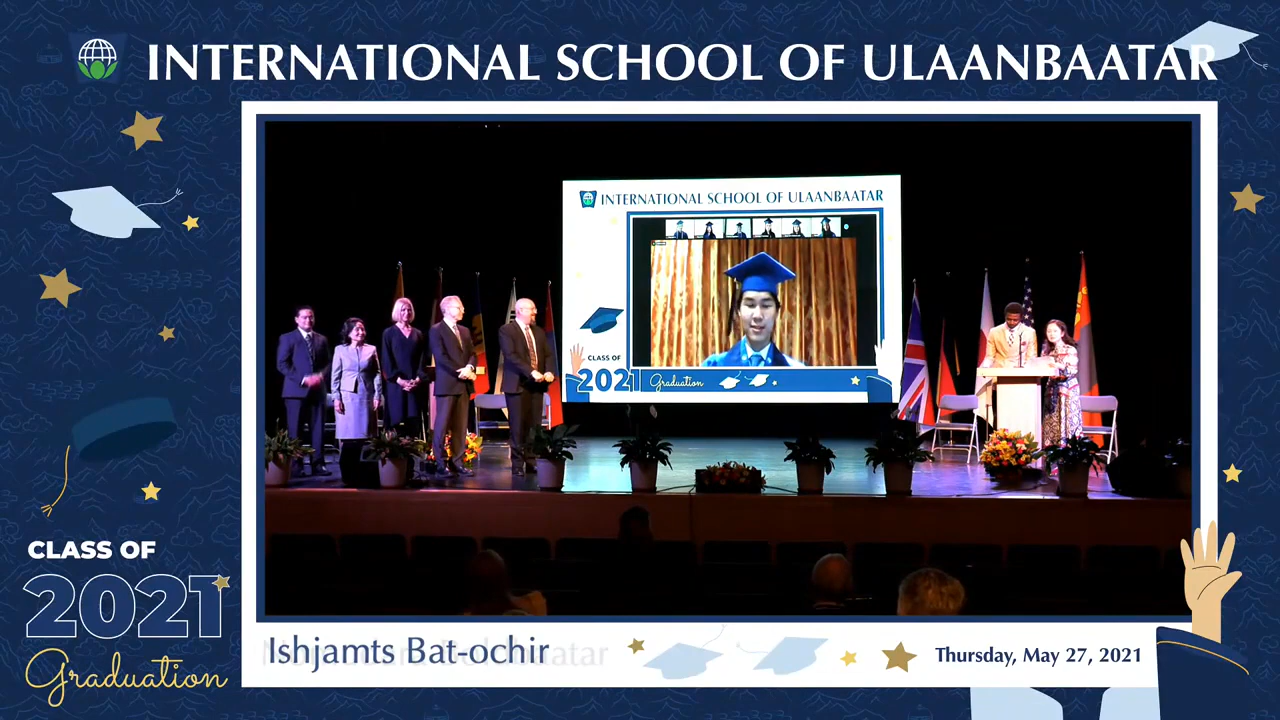 INTERNATIONAL SCHOOL OF ULAANBAATAR
INTERNATIONAL SCHOOL OF ULAANBAATAR
CLASS OF
2021
Graduation
CLASS OF
2021
Graduation
Ishjamts Bat-ochir
Thursday, May 27, 2021